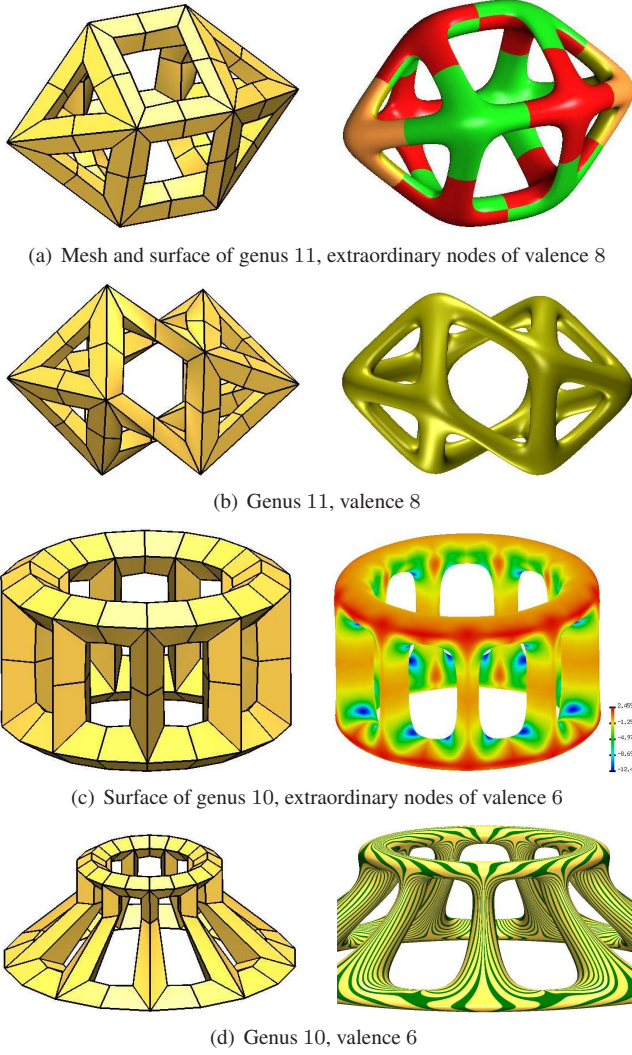 (a) Mesh and surface of genus 11, extraordinary nodes of valence 8
(b) Genus 11, valence 8
(c) Surface of genus 10, extraordinary nodes of valence 6
(d) Genus 10, valence 6